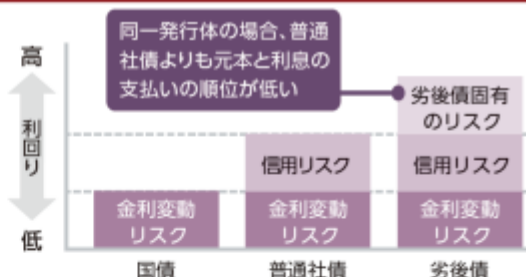 同一発行体の場合、普通
社債よりも元本と利息の
支払いの順位が低い
高
利回り
低
劣後債固有
のリスク
信用リスク
信用リスク
金利変動
リスク
金利変動
リスク
金利変動
リスク
国債
普通社債
劣後債